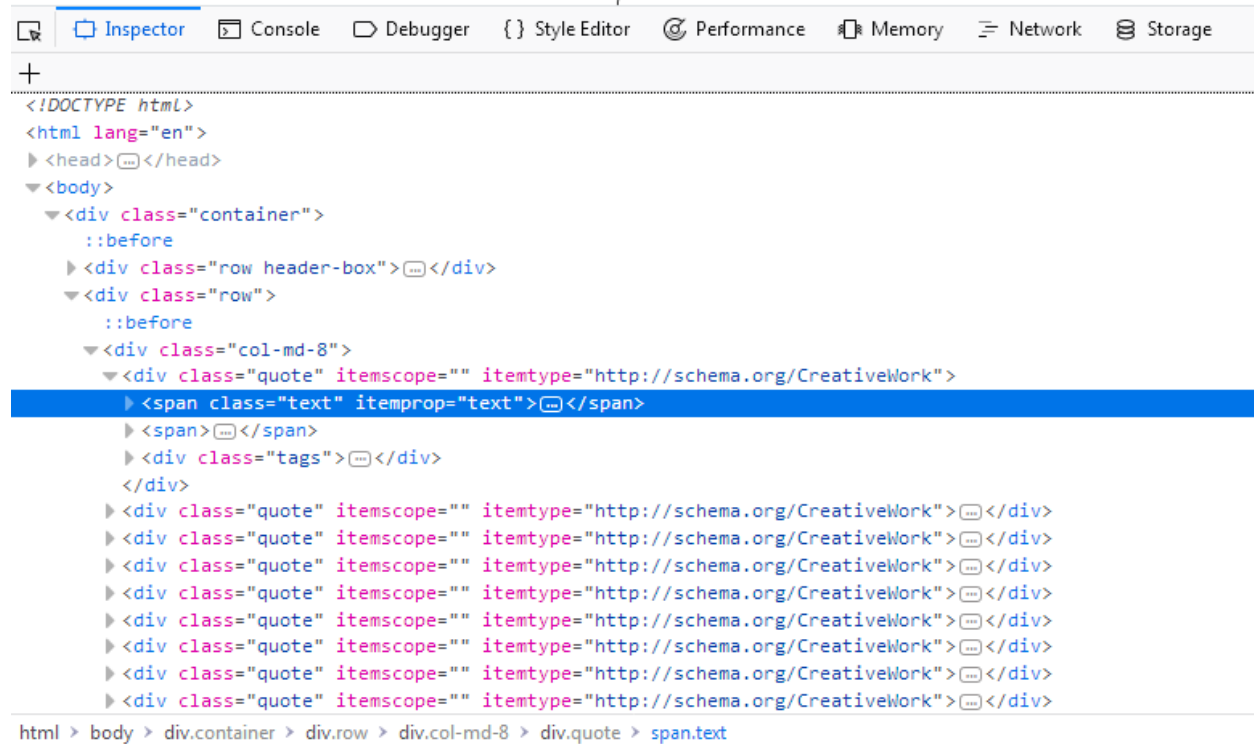 Inspector Console Debugger {} Style Editor Performance Memory Network Storage
+
<!DOCTYPE html>
<html lang="en">
<head>…</head>
<body>
<div class="container">
::before
<div class="row header-box">…</div>
<div class="row">
::before
<div class="col-md-8">
<div class="quote" itemscope="" itemtype="http://schema.org/CreativeWork">
<span class="text" itemprop="text">…</span>
<span>…</span>
<div class="tags">…</div>
</div>
<div class="quote" itemscope="" itemtype="http://schema.org/CreativeWork">…</div>
<div class="quote" itemscope="" itemtype="http://schema.org/CreativeWork">…</div>
<div class="quote" itemscope="" itemtype="http://schema.org/CreativeWork">…</div>
<div class="quote" itemscope="" itemtype="http://schema.org/CreativeWork">…</div>
<div class="quote" itemscope="" itemtype="http://schema.org/CreativeWork">…</div>
<div class="quote" itemscope="" itemtype="http://schema.org/CreativeWork">…</div>
<div class="quote" itemscope="" itemtype="http://schema.org/CreativeWork">…</div>
<div class="quote" itemscope="" itemtype="http://schema.org/CreativeWork">…</div>
html > body > div.container > div.row > div.col-md-8 > div.quote > span.text